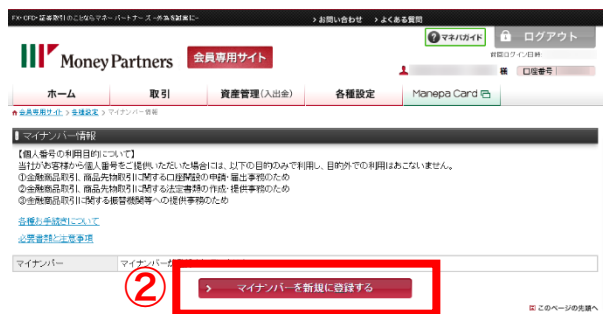 FX・CFD・証券取引のことならマネーパートナーズ -外為を誠実に-
> お問い合わせ > よくある質問
? マネパガイド
ログアウト
Money Partners 会員専用サイト
前回ログイン日時:
様 口座番号
ホーム 取引 資産管理(入出金) 各種設定 Manepa Card
会員専用サイト > 各種設定 > マイナンバー情報
マイナンバー情報
【個人番号の利用目的について】
当社がお客様から個人番号をご提供いただいた場合には、以下の目的のみで利用し、目的外での利用はおこないません。
①金融商品取引、商品先物取引に関する口座開設の申請・届出事務のため
②金融商品取引、商品先物取引に関する法定書類の作成・提供事務のため
③金融商品取引に関する振替機関等への提供事務のため
各種お手続きについて
必要書類と注意事項
マイナンバー マイナンバーが
②
> マイナンバーを新規に登録する
このページの先頭へ